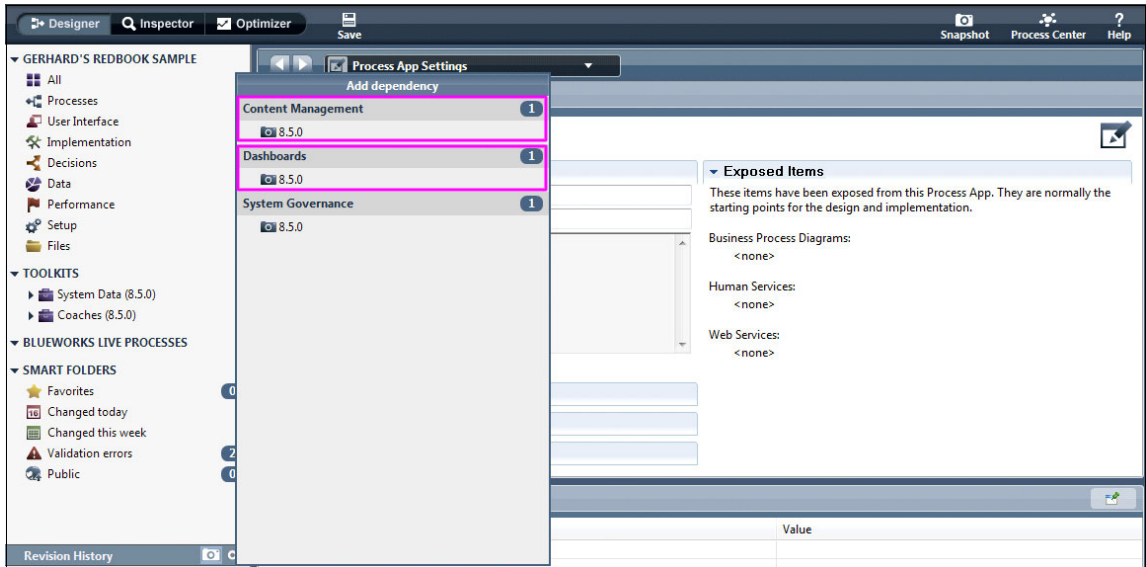 Designer Inspector Optimizer Save Snapshot Process Center Help
GERHARD'S REDBOOK SAMPLE
All
Processes
User Interface
Implementation
Decisions
Data
Performance
Setup
Files
TOOLKITS
System Data (8.5.0)
Coaches (8.5.0)
BLUEWORKS LIVE PROCESSES
SMART FOLDERS
Favorites 0
16 Changed today
Changed this week
Validation errors 2
Public 0
Revision History
Process App Settings
Add dependency
Content Management 1
8.5.0
Dashboards 1
8.5.0
System Governance 1
8.5.0
Exposed Items
These items have been exposed from this Process App. They are normally the
starting points for the design and implementation.
Business Process Diagrams:
<none>
Human Services:
<none>
Web Services:
<none>
Value